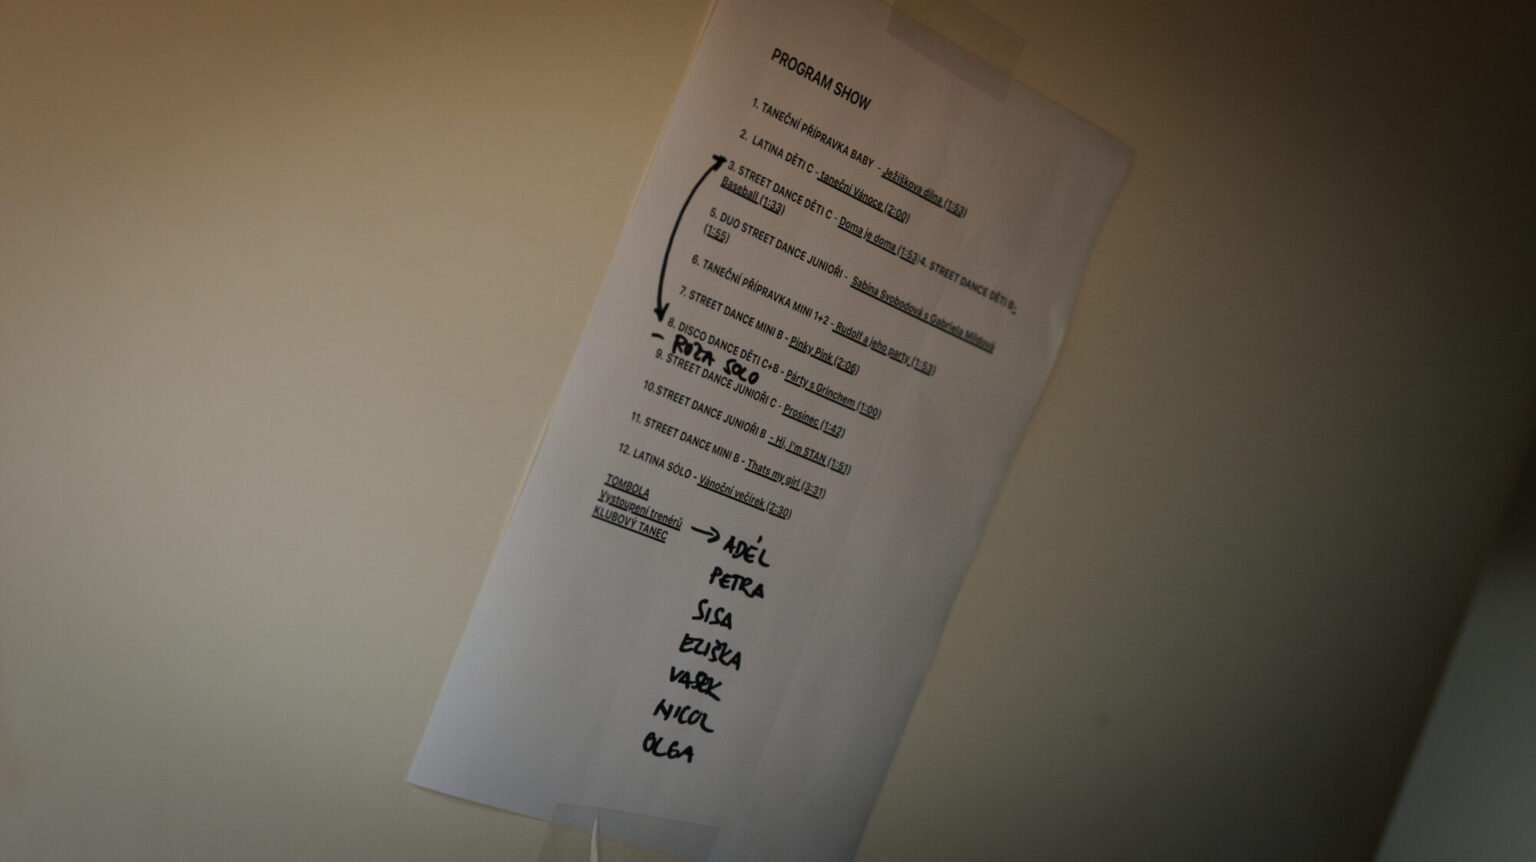 PROGRAM SHOW
1. TANEČNÍ PŘÍPRAVKA BABY - Ježíškova dílna (1:53)
2. LATINA DĚTI C - taneční Vánoce (2:00)
3. STREET DANCE DĚTI C - Doma je doma (1:53)4. STREET DANCE DĚTI B-
Baseball (1:33)
5. DUO STREET DANCE JUNIOŘI - Sabina Svobodová s Gabriela Mildová
(1:55)
6. TANEČNÍ PŘÍPRAVKA MINI 1+2 - Rudolf a jeho party (1:53)
7. STREET DANCE MINI B - Pinky Pink (2:06)
8. DISCO DANCE DĚTI C+B - Párty s Grinchem (1:00)
- ROZA SOLO
9. STREET DANCE JUNIOŘI C - Prosinec (1:42)
10.STREET DANCE JUNIOŘI B - Hi, I'm STAN (1:51)
11. STREET DANCE MINI B - Thats my girl (3:31)
12. LATINA SÓLO - Vánoční večírek (2:30)
TOMBOLA
Vystoupení trenérů
KLUBOVÝ TANEC
→ ADÉL
PETRA
SISA
ELIŠKA
VAŠEK
NICOL
OLGA